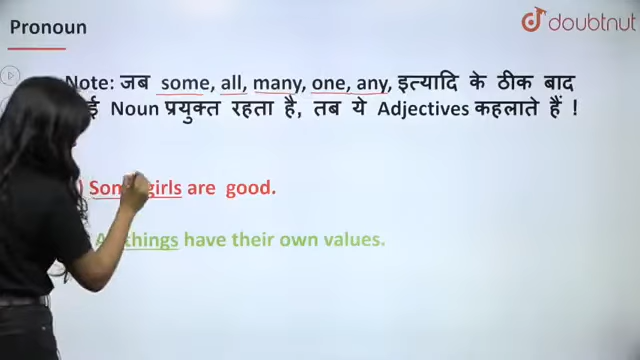 Pronoun
doubtnut
Note: जब some, all, many, one, any, इत्यादि के ठीक बाद
Noun प्रयुक्त रहता है, तब ये Adjectives कहलाते हैं !
girls are good.
things have their own values.